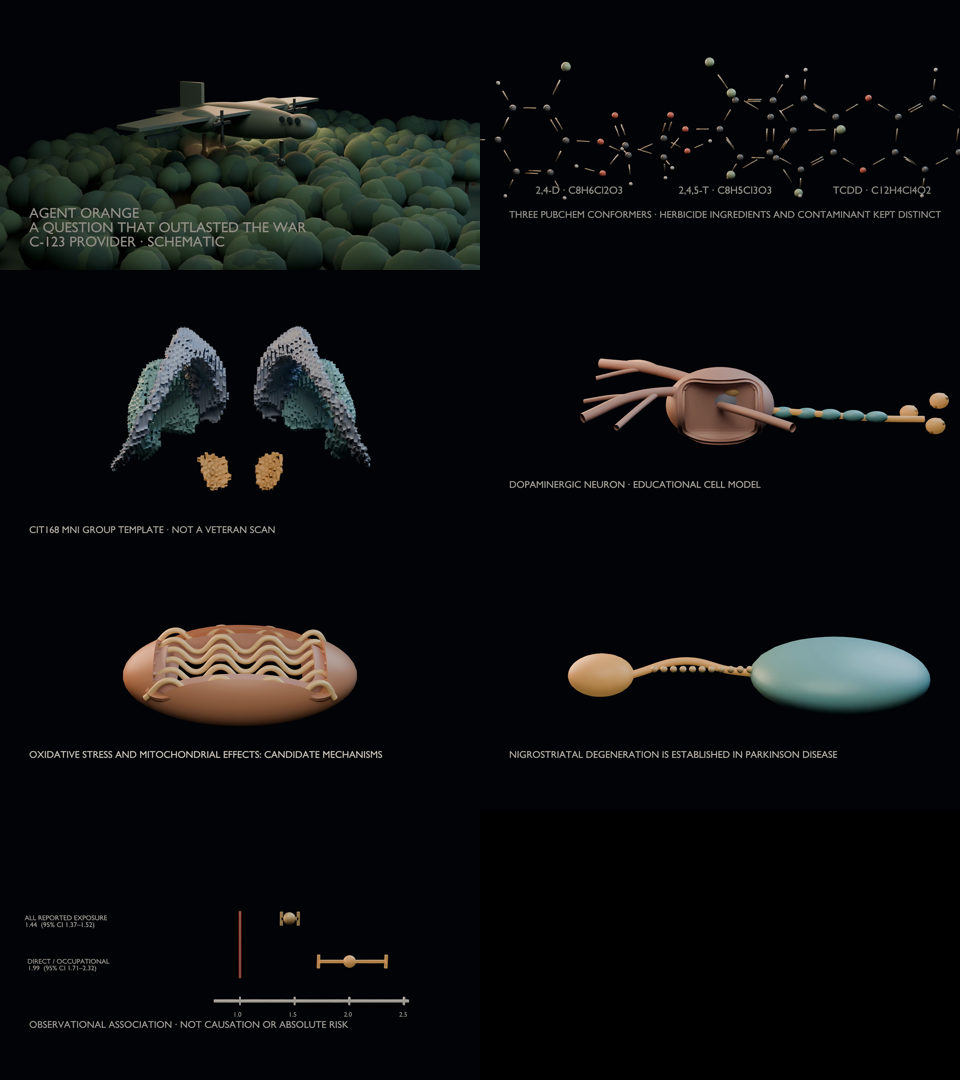 AGENT ORANGE
A QUESTION THAT OUTLASTED THE WAR
C-123 PROVIDER · SCHEMATIC
2,4-D · C8H6Cl2O3
2,4,5-T · C8H5Cl3O3
TCDD · C12H4Cl4O2
THREE PUBCHEM CONFORMERS · HERBICIDE INGREDIENTS AND CONTAMINANT KEPT DISTINCT
CIT168 MNI GROUP TEMPLATE · NOT A VETERAN SCAN
DOPAMINERGIC NEURON · EDUCATIONAL CELL MODEL
OXIDATIVE STRESS AND MITOCHONDRIAL EFFECTS: CANDIDATE MECHANISMS
NIGROSTRIATAL DEGENERATION IS ESTABLISHED IN PARKINSON DISEASE
ALL REPORTED EXPOSURE
1.44 (95% CI 1.37–1.52)
DIRECT / OCCUPATIONAL
1.99 (95% CI 1.71–2.32)
1.0 1.5 2.0 2.5
OBSERVATIONAL ASSOCIATION · NOT CAUSATION OR ABSOLUTE RISK